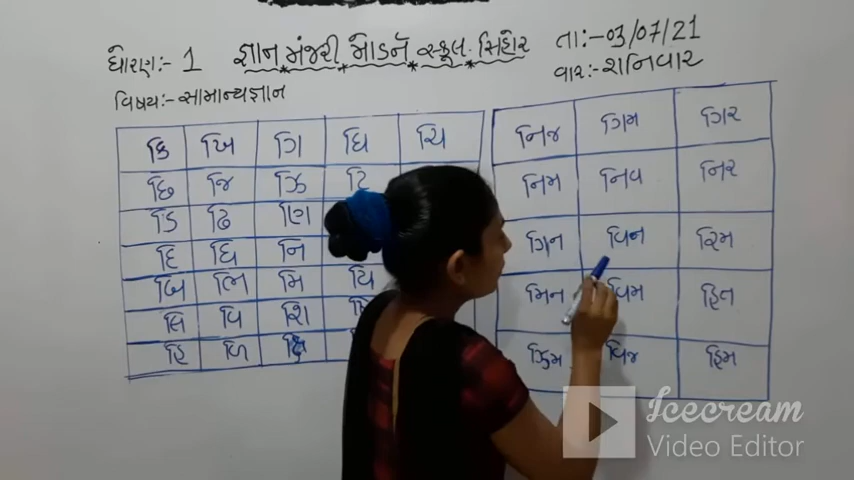 ધોરણ:- 1 જ્ઞાન મંજરી મોડર્ન સ્કૂલ-સિહોર તા:-03/07/21
વિષય:-સામાન્યજ્ઞાન વાર:-શનિવાર
કિ ખિ ગિ ઘિ ચિ
છિ જિ ઝિ ટિ
ડિ ઢિ ણિ
દિ ધિ નિ
બિ ભિ મિ યિ
લિ વિ શિ
હિ ળિ ક્ષિ
નિજ ગિમ ગિર
નિમ નિવ નિર
ગિન વિન રિમ
મિન હિત
ઝિમ હિમ
Icecream
Video Editor